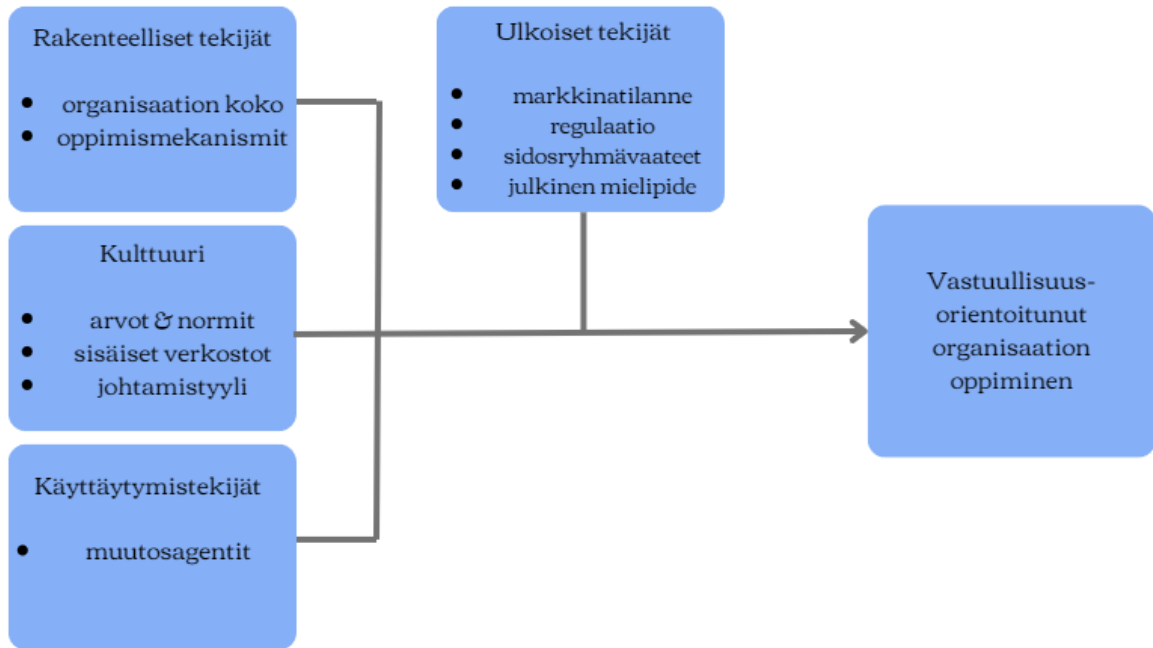 Rakenteelliset tekijät
• organisaation koko
• oppimismekanismit
Ulkoiset tekijät
• markkinatilanne
• regulaatio
• sidosryhmävaateet
• julkinen mielipide
Kulttuuri
• arvot & normit
• sisäiset verkostot
• johtamistyyli
Käyttäytymistekijät
• muutosagentit
Vastuullisuus-
orientoitunut
organisaation
oppiminen